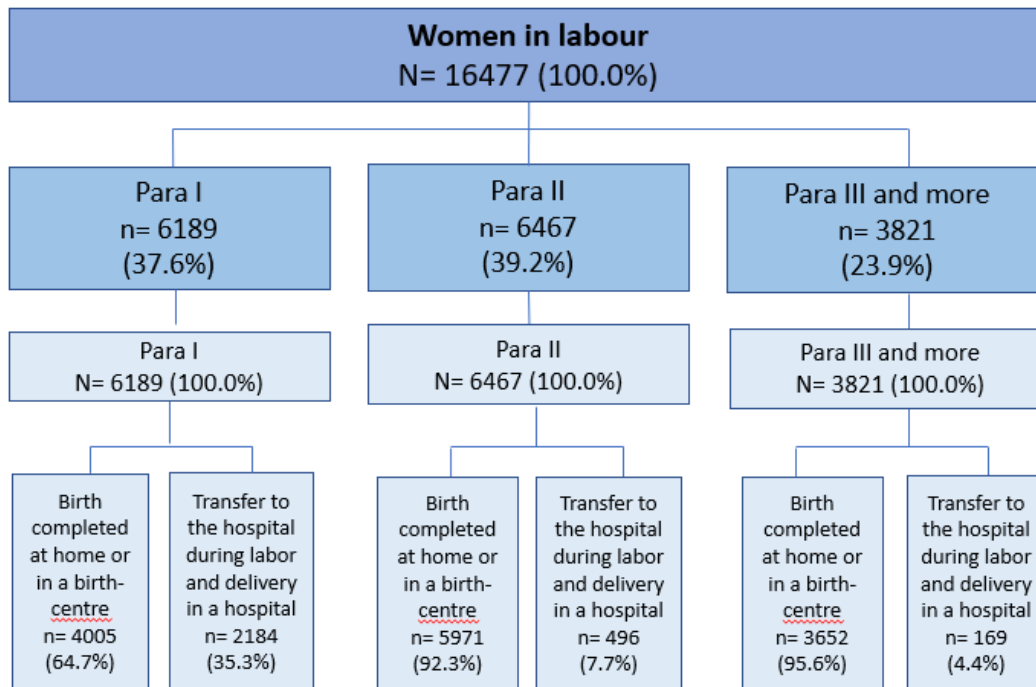 Women in labour
N= 16477 (100.0%)
Para I
n= 6189
(37.6%)
Para II
n= 6467
(39.2%)
Para III and more
n= 3821
(23.9%)
Para I
N= 6189 (100.0%)
Para II
N= 6467 (100.0%)
Para III and more
N= 3821 (100.0%)
Birth
completed
at home or
in a birth-
centre
n= 4005
(64.7%)
Transfer to
the hospital
during labor
and delivery
in a hospital
n= 2184
(35.3%)
Birth
completed
at home or
in a birth-
centre
n= 5971
(92.3%)
Transfer to
the hospital
during labor
and delivery
in a hospital
n= 496
(7.7%)
Birth
completed
at home or
in a birth-
centre
n= 3652
(95.6%)
Transfer to
the hospital
during labor
and delivery
in a hospital
n= 169
(4.4%)